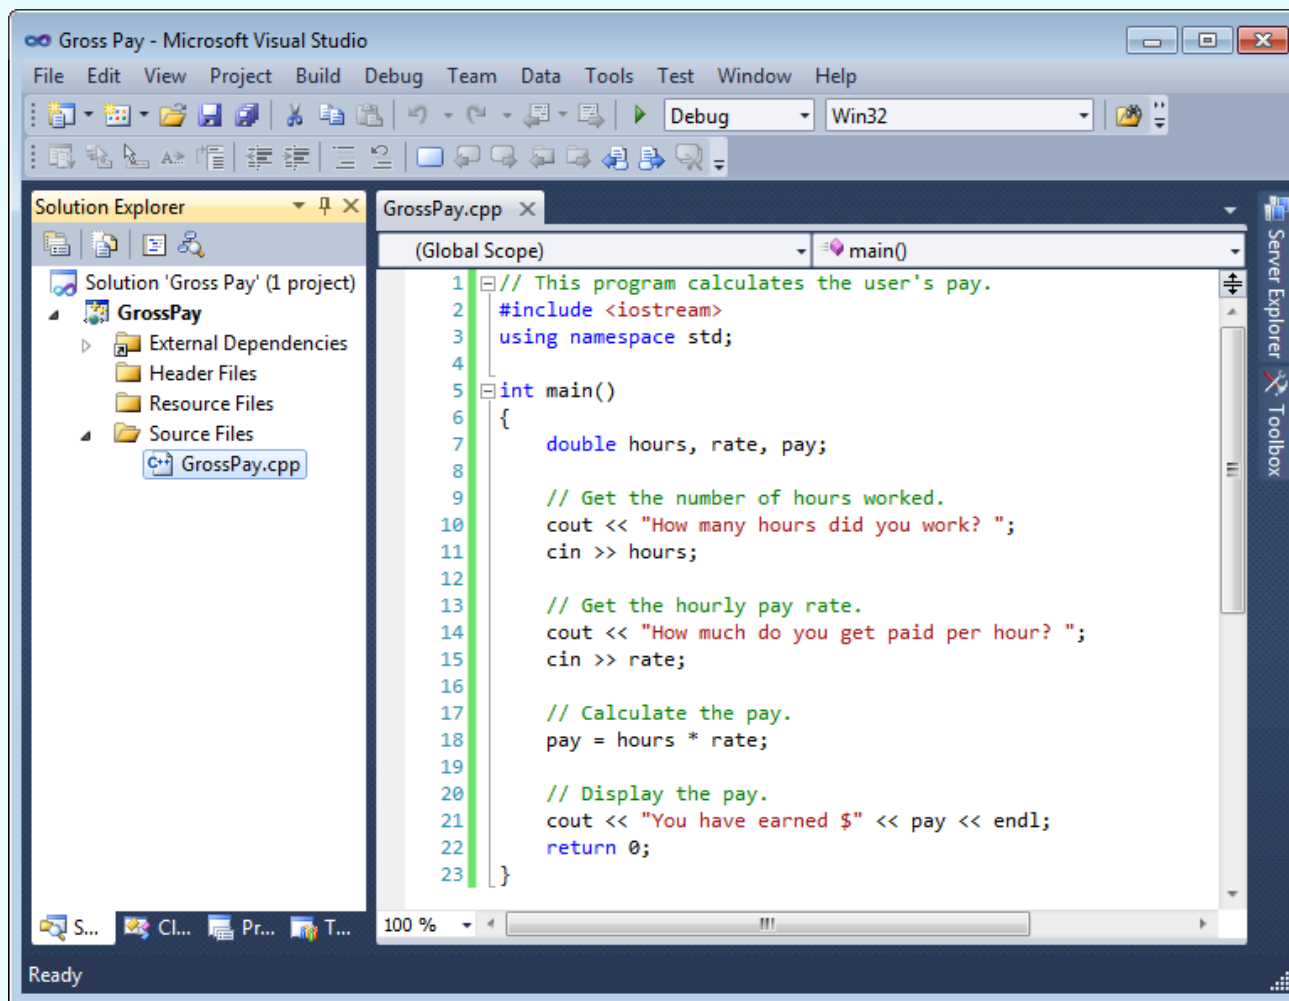 Gross Pay - Microsoft Visual Studio
File Edit View Project Build Debug Team Data Tools Test Window Help
Debug Win32
Solution Explorer
Solution 'Gross Pay' (1 project)
GrossPay
External Dependencies
Header Files
Resource Files
Source Files
GrossPay.cpp
S... Cl... Pr... T...
GrossPay.cpp
(Global Scope) main()
1 // This program calculates the user's pay.
2 #include <iostream>
3 using namespace std;
4
5 int main()
6 {
7     double hours, rate, pay;
8
9     // Get the number of hours worked.
10     cout << "How many hours did you work? ";
11     cin >> hours;
12
13     // Get the hourly pay rate.
14     cout << "How much do you get paid per hour? ";
15     cin >> rate;
16
17     // Calculate the pay.
18     pay = hours * rate;
19
20     // Display the pay.
21     cout << "You have earned $" << pay << endl;
22     return 0;
23 }
100 %
Server Explorer
Toolbox
Ready